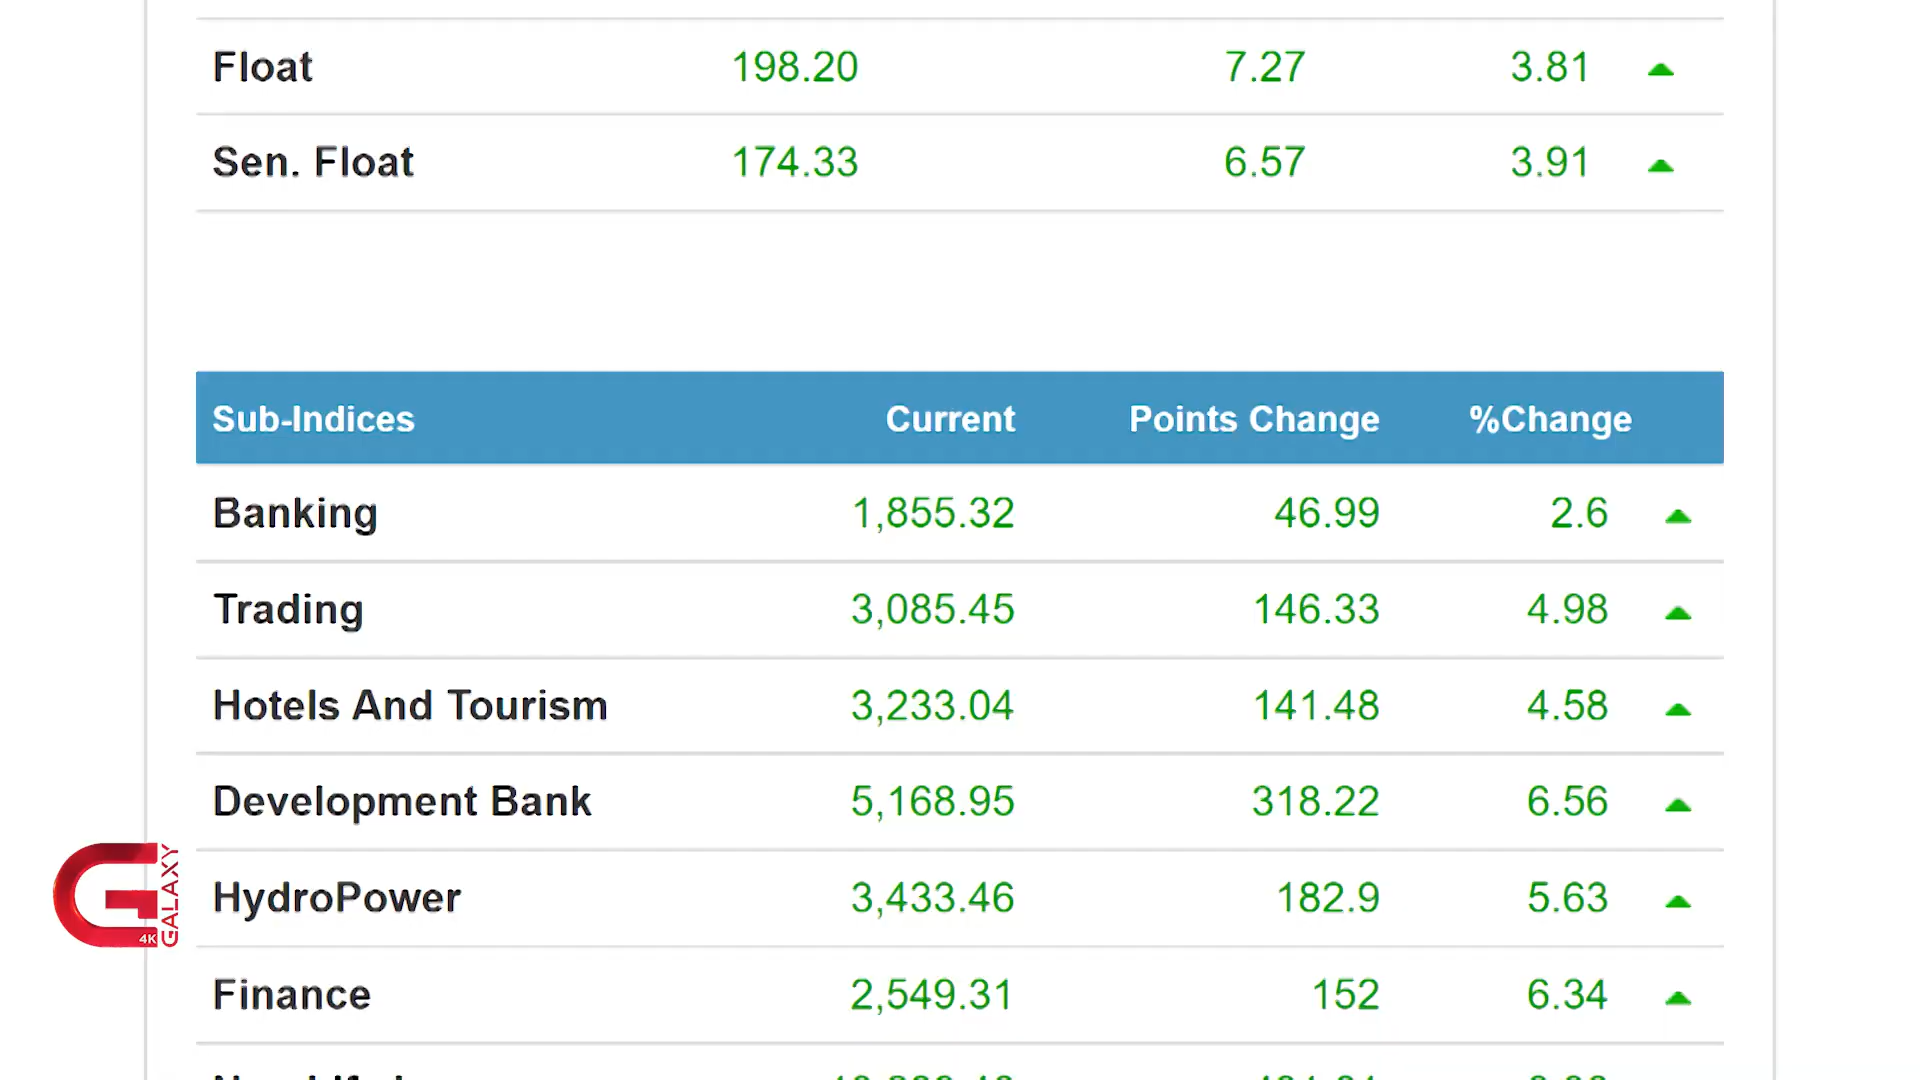 Float 198.20 7.27 3.81
Sen. Float 174.33 6.57 3.91
Sub-Indices Current Points Change %Change
Banking 1,855.32 46.99 2.6
Trading 3,085.45 146.33 4.98
Hotels And Tourism 3,233.04 141.48 4.58
Development Bank 5,168.95 318.22 6.56
HydroPower 3,433.46 182.9 5.63
GALAXY
4K
Finance 2,549.31 152 6.34